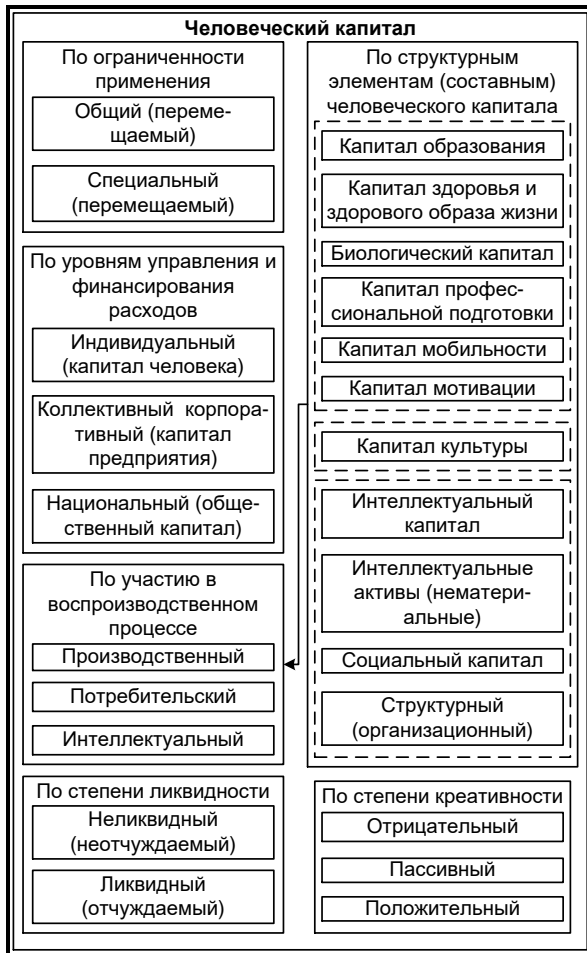 Человеческий капитал
По ограниченности
применения
Общий (переме-
щаемый)
Специальный
(перемещаемый)
По уровням управления и
финансирования
расходов
Индивидуальный
(капитал человека)
Коллективный корпора-
тивный (капитал
предприятия)
Национальный (обще-
ственный капитал)
По участию в
воспроизводственном
процессе
Производственный
Потребительский
Интеллектуальный
По степени ликвидности
Неликвидный
(неотчуждаемый)
Ликвидный
(отчуждаемый)
По структурным
элементам (составным)
человеческого капитала
Капитал образования
Капитал здоровья и
здорового образа жизни
Биологический капитал
Капитал профес-
сиональной подготовки
Капитал мобильности
Капитал мотивации
Капитал культуры
Интеллектуальный
капитал
Интеллектуальные
активы (нематери-
альные)
Социальный капитал
Структурный
(организационный)
По степени креативности
Отрицательный
Пассивный
Положительный